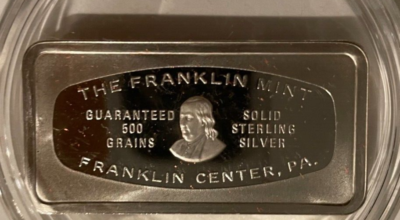 THE FRANKLIN MINT
GUARANTEED
500
GRAINS
SOLID
STERLING
SILVER
FRANKLIN CENTER, PA.